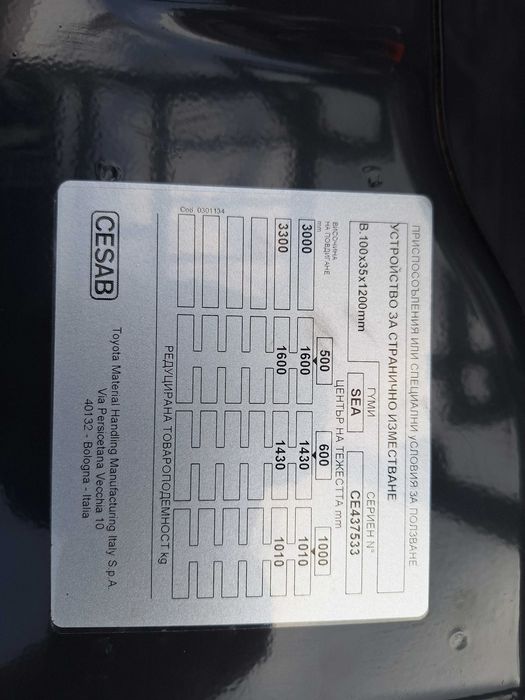 ПРИСПОСОБЛЕНИЯ ИЛИ СПЕЦИАЛНИ уСЛОВИЯ ЗА ПОЛЗВАНЕ
УСТРОЙСТВО ЗА СТРАНИЧНО ИЗМЕСТВАНЕ
В. 100x35x1200mm
ГУМИ
SEA
СЕРИЕН N°
CE437533
ВИСОЧИНА НА ПОВДИГАНЕ mm
ЦЕНТЪР НА ТЕЖЕСТТА mm
500 600 1000
3000 1600 1430 1010
3300 1600 1430 1010
РЕДУЦИРАНА ТОВАРОПОДЕМНОСТ kg
Cod. 0301134
CESAB
Toyota Material Handling Manufacturing Italy S.p.A.
Via Persicetana Vecchia 10
40132 - Bologna - Italia